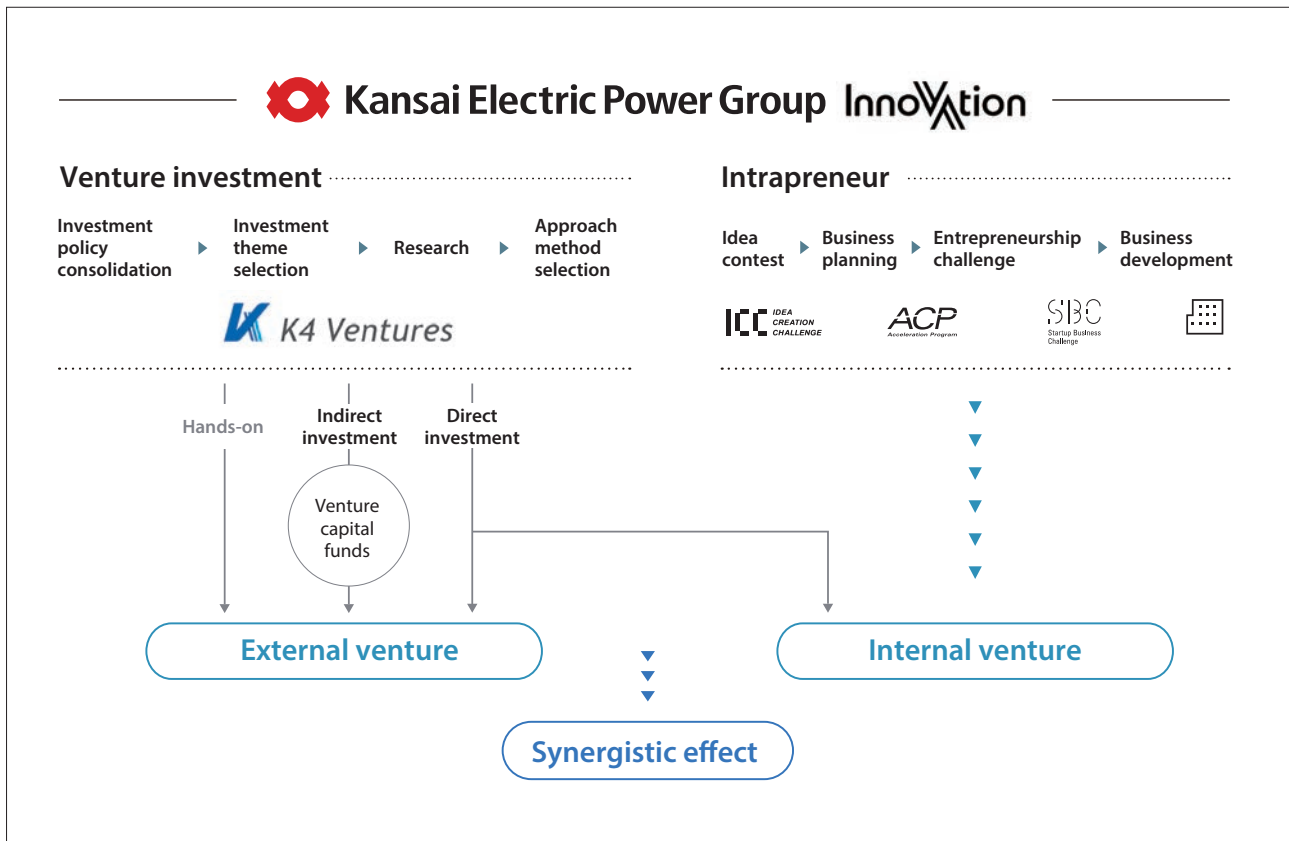 Kansai Electric Power Group InnoVAtion
Venture investment
Investment
policy
consolidation
Investment
theme
selection
Research
Approach
method
selection
K4 Ventures
Intrapreneur
Idea
contest
Business
planning
Entrepreneurship
challenge
Business
development
ICC IDEA
CREATION
CHALLENGE
ACP
Acceleration Program
SBC
Startup Business
Challenge
Hands-on
Indirect
investment
Direct
investment
Venture
capital
funds
External venture
Internal venture
Synergistic effect